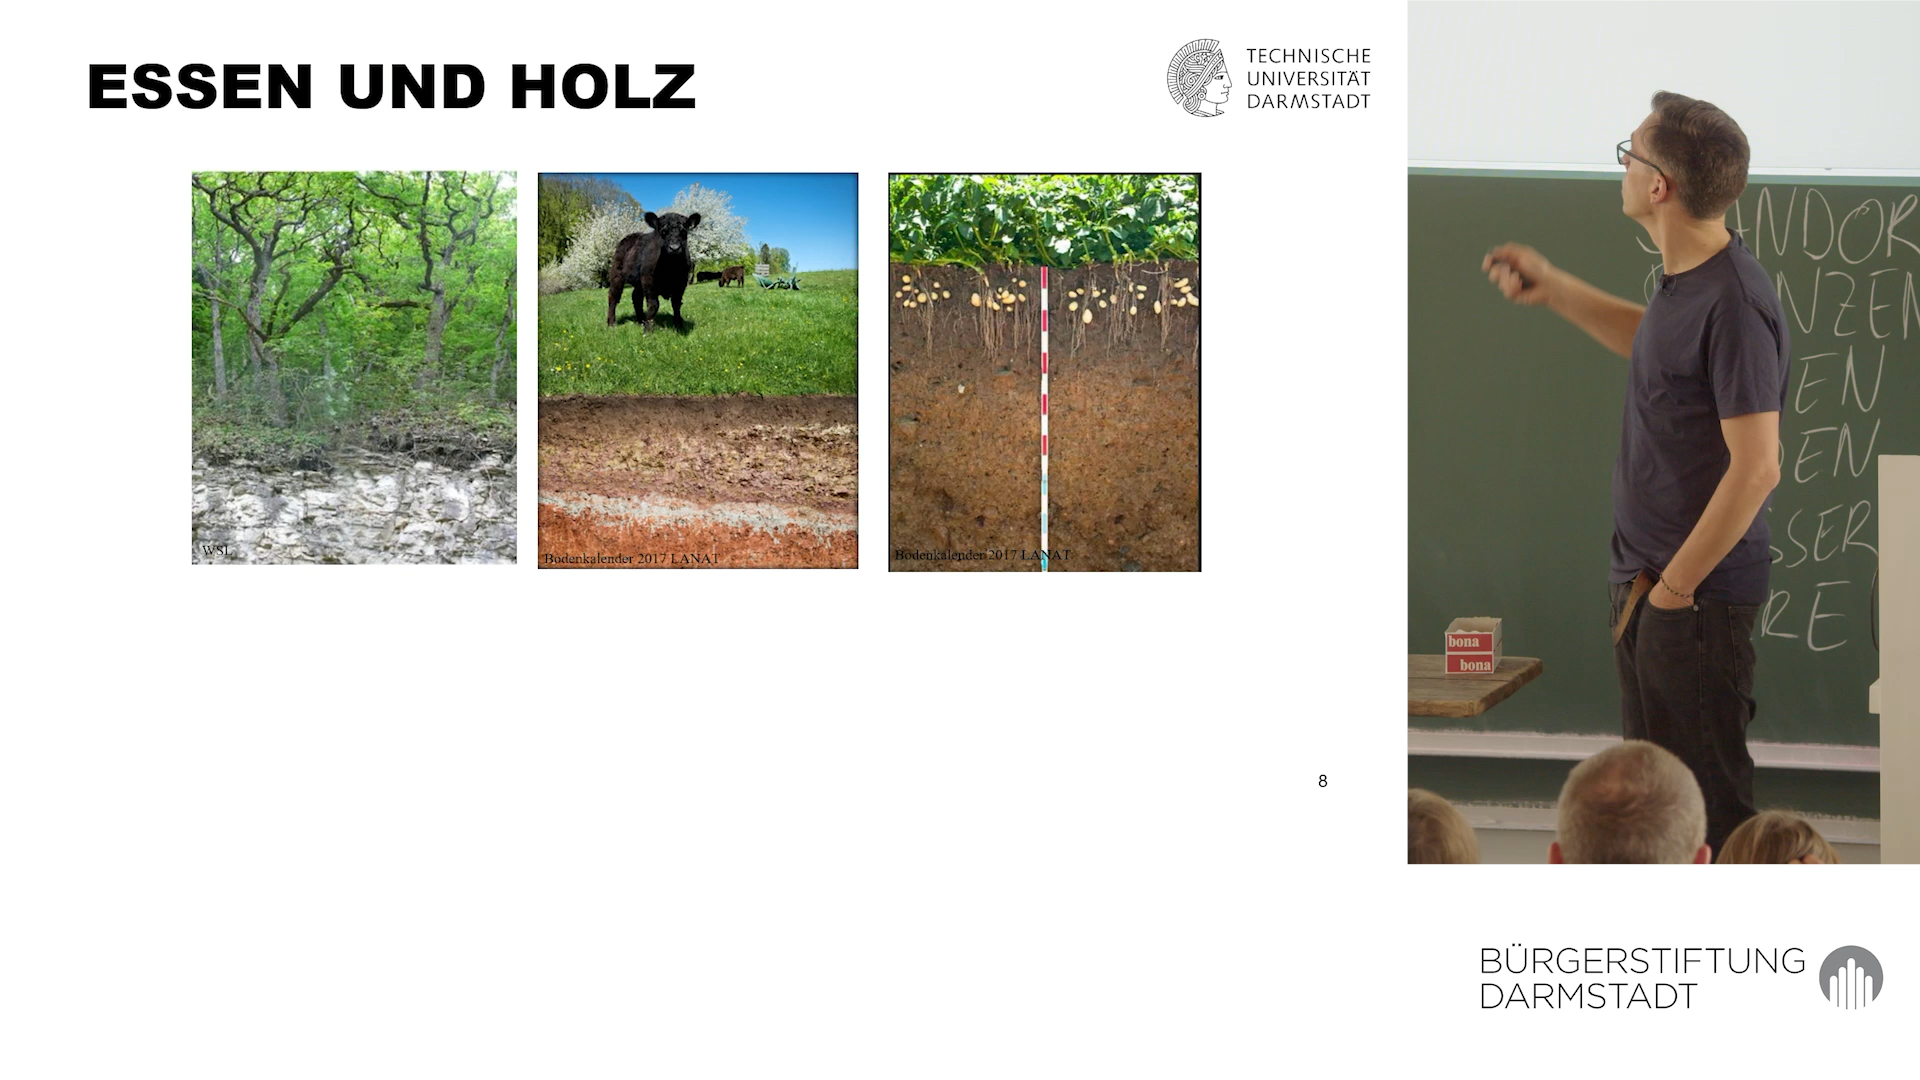 ESSEN UND HOLZ
TECHNISCHE
UNIVERSITÄT
DARMSTADT
WSL
Bodenkalender 2017 LANAT
Bodenkalender 2017 LANAT
8
bona
bona
BÜRGERSTIFTUNG
DARMSTADT